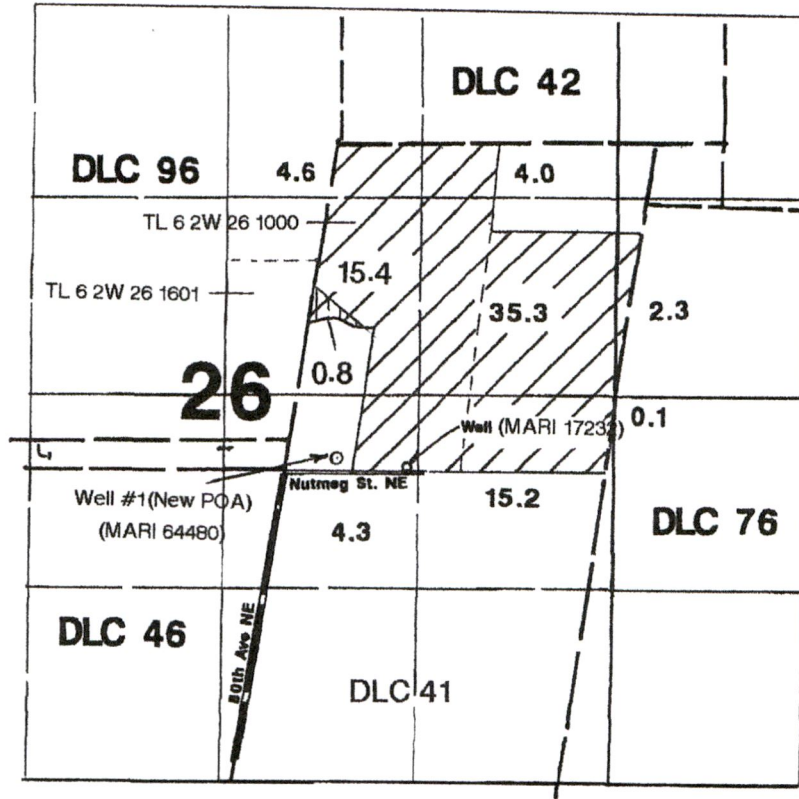 DLC 42
DLC 96
4.6
4.0
TL 6 2W 26 1000
15.4
TL 6 2W 26 1601
35.3
2.3
0.8
26
0.1
Well (MARI 17232)
Nutmeg St. NE
Well #1(New POA)
(MARI 64480)
15.2
4.3
DLC 76
DLC 46
80th Ave NE
DLC 41